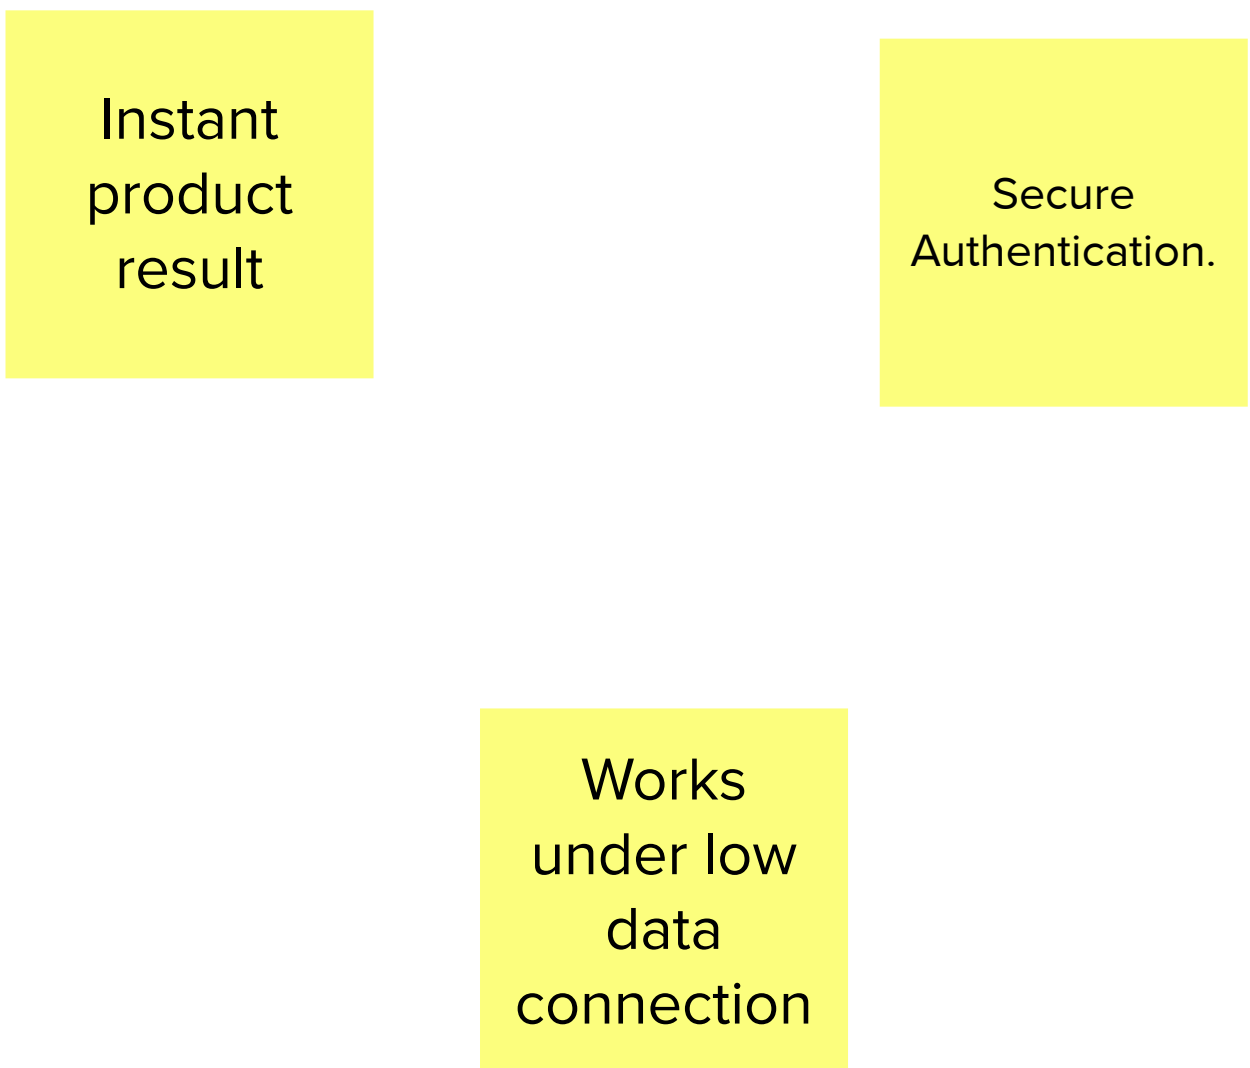 Instant
product
result
Secure
Authentication.
Works
under low
data
connection